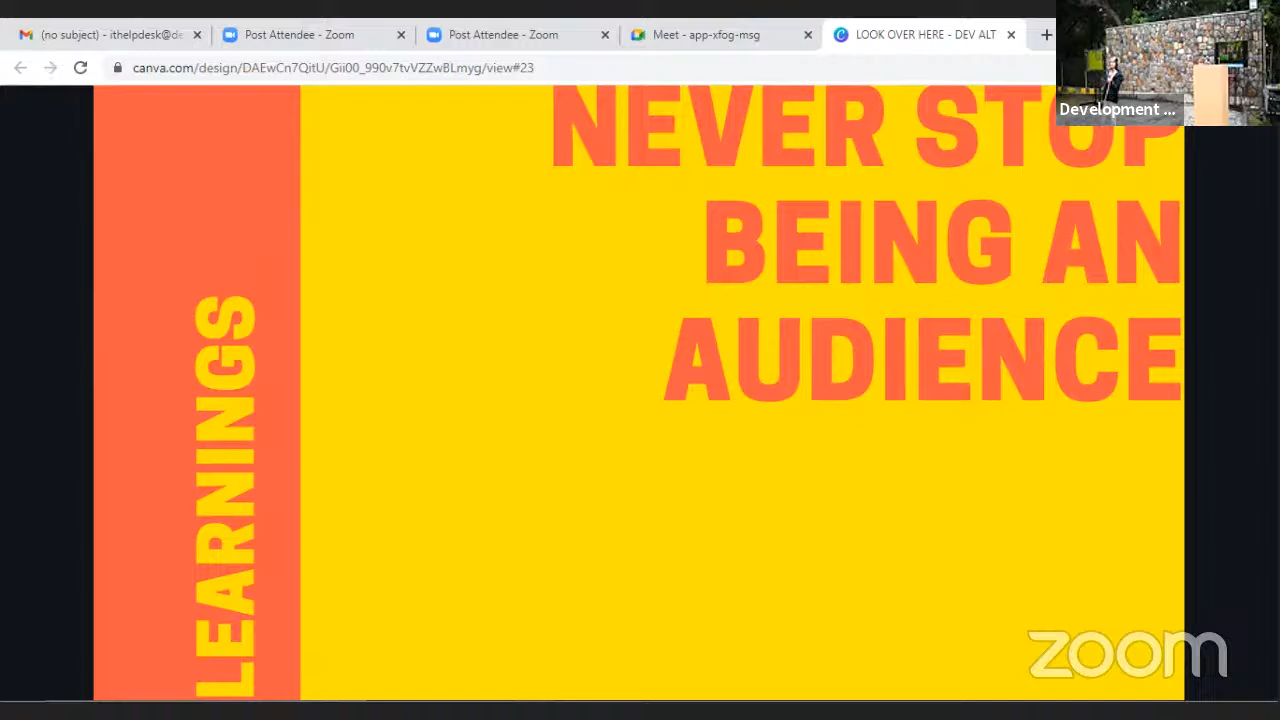 (no subject) - ithelpdesk@de
Post Attendee - Zoom
Post Attendee - Zoom
Meet - app-xfog-msg
LOOK OVER HERE - DEV ALT
canva.com/design/DAEwCn7QitU/Gii00_990v7tvVZZwBLmyg/view#23
Development ...
NEVER STOP
BEING AN
AUDIENCE
LEARNINGS
zoom